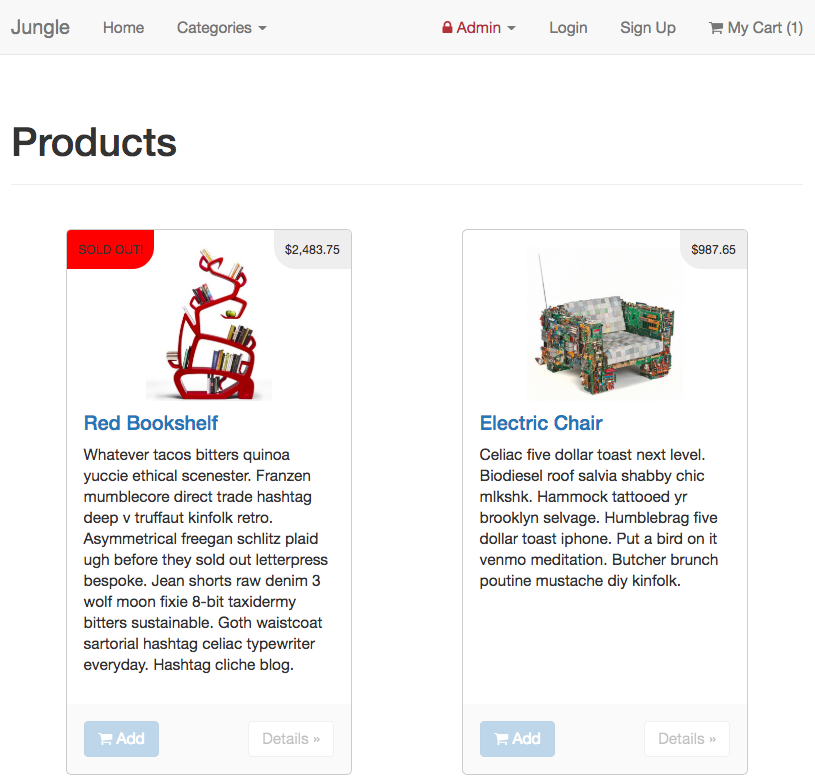 Jungle Home Categories Admin Login Sign Up My Cart (1)
Products
SOLD OUT! $2,483.75
Red Bookshelf
Whatever tacos bitters quinoa
yuccie ethical scenester. Franzen
mumblecore direct trade hashtag
deep v truffaut kinfolk retro.
Asymmetrical freegan schlitz plaid
ugh before they sold out letterpress
bespoke. Jean shorts raw denim 3
wolf moon fixie 8-bit taxidermy
bitters sustainable. Goth waistcoat
sartorial hashtag celiac typewriter
everyday. Hashtag cliche blog.
Add Details »
$987.65
Electric Chair
Celiac five dollar toast next level.
Biodiesel roof salvia shabby chic
mlkshk. Hammock tattooed yr
brooklyn selvage. Humblebrag five
dollar toast iphone. Put a bird on it
venmo meditation. Butcher brunch
poutine mustache diy kinfolk.
Add Details »